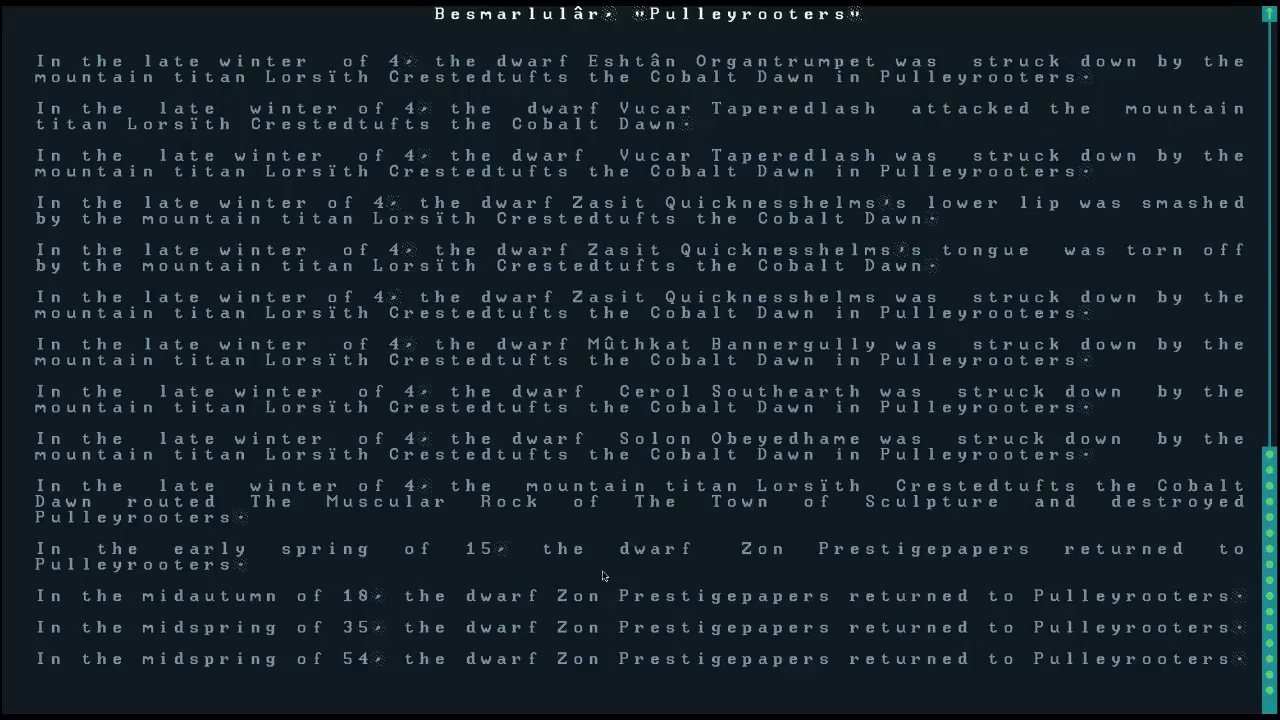 Besmarlulâr, "Pulleyrooters"
In the late winter of 4, the dwarf Eshtân Organtrumpet was struck down by the
mountain titan Lorsïth Crestedtufts the Cobalt Dawn in Pulleyrooters.
In the late winter of 4, the dwarf Vucar Taperedlash attacked the mountain
titan Lorsïth Crestedtufts the Cobalt Dawn.
In the late winter of 4, the dwarf Vucar Taperedlash was struck down by the
mountain titan Lorsïth Crestedtufts the Cobalt Dawn in Pulleyrooters.
In the late winter of 4, the dwarf Zasit Quicknesshelms's lower lip was smashed
by the mountain titan Lorsïth Crestedtufts the Cobalt Dawn.
In the late winter of 4, the dwarf Zasit Quicknesshelms's tongue was torn off
by the mountain titan Lorsïth Crestedtufts the Cobalt Dawn.
In the late winter of 4, the dwarf Zasit Quicknesshelms was struck down by the
mountain titan Lorsïth Crestedtufts the Cobalt Dawn in Pulleyrooters.
In the late winter of 4, the dwarf Mûthkat Bannergully was struck down by the
mountain titan Lorsïth Crestedtufts the Cobalt Dawn in Pulleyrooters.
In the late winter of 4, the dwarf Cerol Southearth was struck down by the
mountain titan Lorsïth Crestedtufts the Cobalt Dawn in Pulleyrooters.
In the late winter of 4, the dwarf Solon Obeyedhame was struck down by the
mountain titan Lorsïth Crestedtufts the Cobalt Dawn in Pulleyrooters.
In the late winter of 4, the mountain titan Lorsïth Crestedtufts the Cobalt
Dawn routed The Muscular Rock of The Town of Sculpture and destroyed
Pulleyrooters.
In the early spring of 15, the dwarf Zon Prestigepapers returned to
Pulleyrooters.
In the midautumn of 18, the dwarf Zon Prestigepapers returned to Pulleyrooters.
In the midspring of 35, the dwarf Zon Prestigepapers returned to Pulleyrooters.
In the midspring of 54, the dwarf Zon Prestigepapers returned to Pulleyrooters.